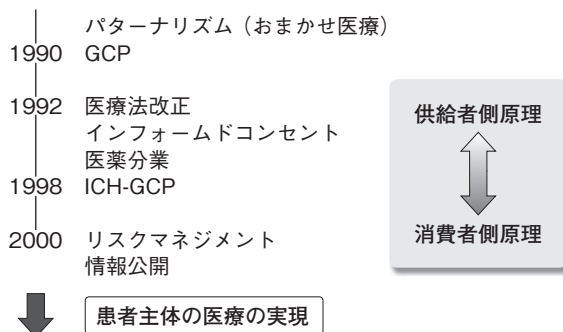 パターナリズム（おまかせ医療）
1990 GCP
1992 医療法改正
インフォームドコンセント
医薬分業
1998 ICH-GCP
2000 リスクマネジメント
情報公開
患者主体の医療の実現
供給者側原理
消費者側原理